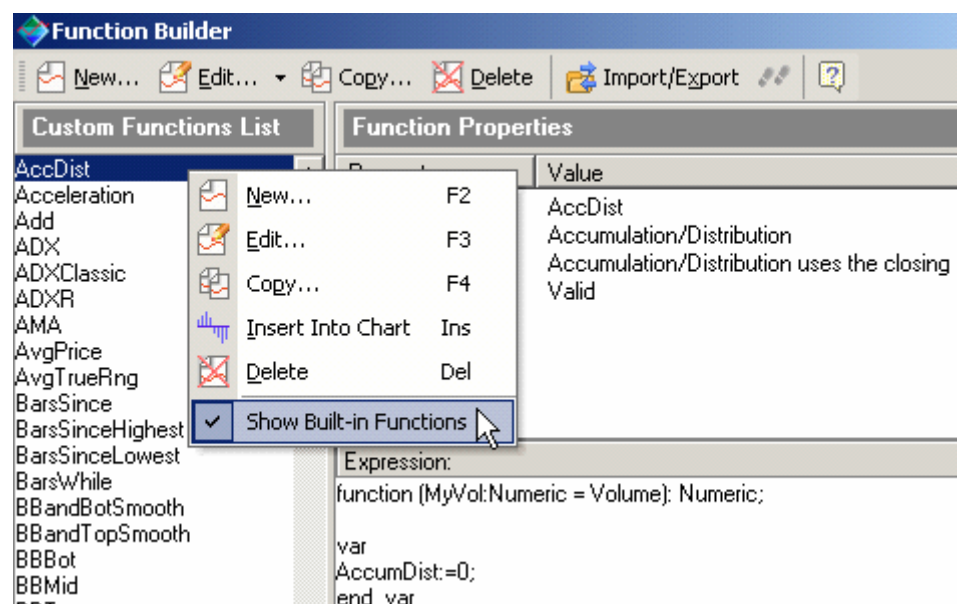 Function Builder
New... Edit... Copy... Delete Import/Export
Custom Functions List
Function Properties
Value
AccDist
Acceleration
Add
ADX
ADXClassic
ADXR
AMA
AvgPrice
AvgTrueRng
BarsSince
BarsSinceHighest
BarsSinceLowest
BarsWhile
BBandBotSmooth
BBandTopSmooth
BBBot
BBMid
New... F2
Edit... F3
Copy... F4
Insert Into Chart Ins
Delete Del
Show Built-in Functions
AccDist
Accumulation/Distribution
Accumulation/Distribution uses the closing
Valid
Expression:
function (MyVol:Numeric = Volume): Numeric;
var
AccumDist:=0;
end_var